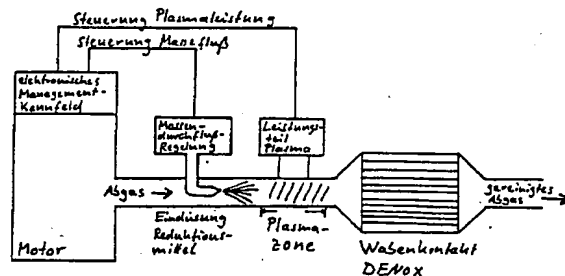 Steuerung Plasmaleistung
Steuerung Massefluß
elektronisches
Management-
Kennfeld
Massen-
durchfluß-
Regelung
Leistungs-
teil
Plasma
Abgas →
gereinigtes
Abgas
Eindüsung
Reduktions-
mittel
Plasma-
zone
Motor
Wabenkontakt
DENOX